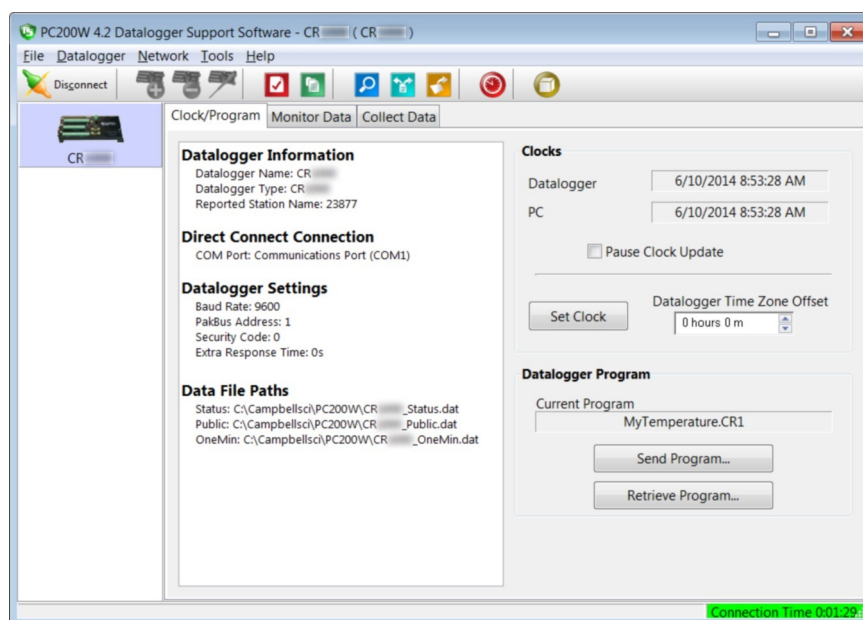 PC200W 4.2 Datalogger Support Software - CR ( CR )
File Datalogger Network Tools Help
Disconnect
Clock/Program Monitor Data Collect Data
CR
Datalogger Information
Datalogger Name: CR
Datalogger Type: CR
Reported Station Name: 23877
Direct Connect Connection
COM Port: Communications Port (COM1)
Datalogger Settings
Baud Rate: 9600
PakBus Address: 1
Security Code: 0
Extra Response Time: 0s
Data File Paths
Status: C:\Campbellsci\PC200W\CR _Status.dat
Public: C:\Campbellsci\PC200W\CR _Public.dat
OneMin: C:\Campbellsci\PC200W\CR _OneMin.dat
Clocks
Datalogger 6/10/2014 8:53:28 AM
PC 6/10/2014 8:53:28 AM
Pause Clock Update
Datalogger Time Zone Offset
Set Clock 0 hours 0 m
Datalogger Program
Current Program
MyTemperature.CR1
Send Program...
Retrieve Program...
Connection Time 0:01:29